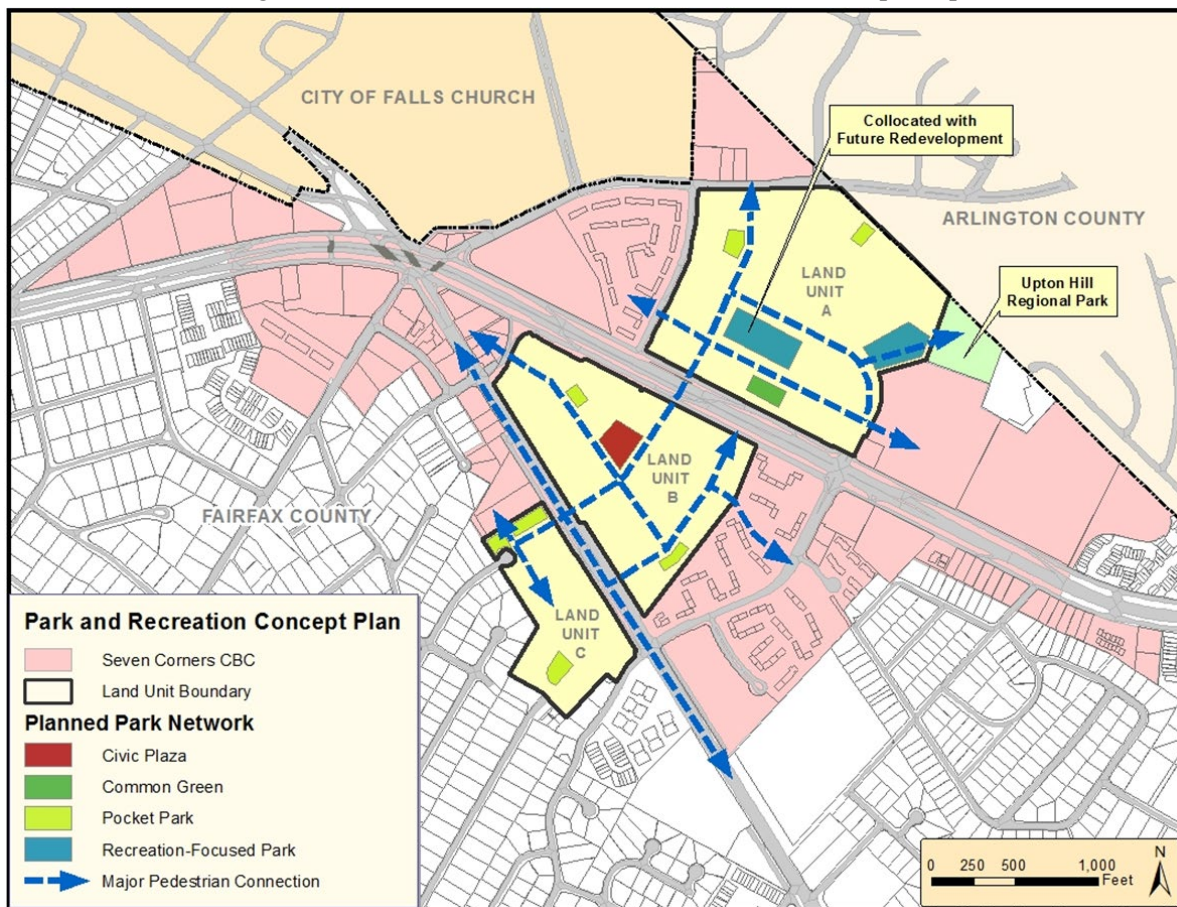 CITY OF FALLS CHURCH
Collocated with
Future Redevelopment
ARLINGTON COUNTY
LAND
UNIT
A
Upton Hill
Regional Park
LAND
UNIT
B
FAIRFAX COUNTY
LAND
UNIT
C
Park and Recreation Concept Plan
Seven Corners CBC
Land Unit Boundary
Planned Park Network
Civic Plaza
Common Green
Pocket Park
Recreation-Focused Park
Major Pedestrian Connection
N
0 250 500 1,000
Feet